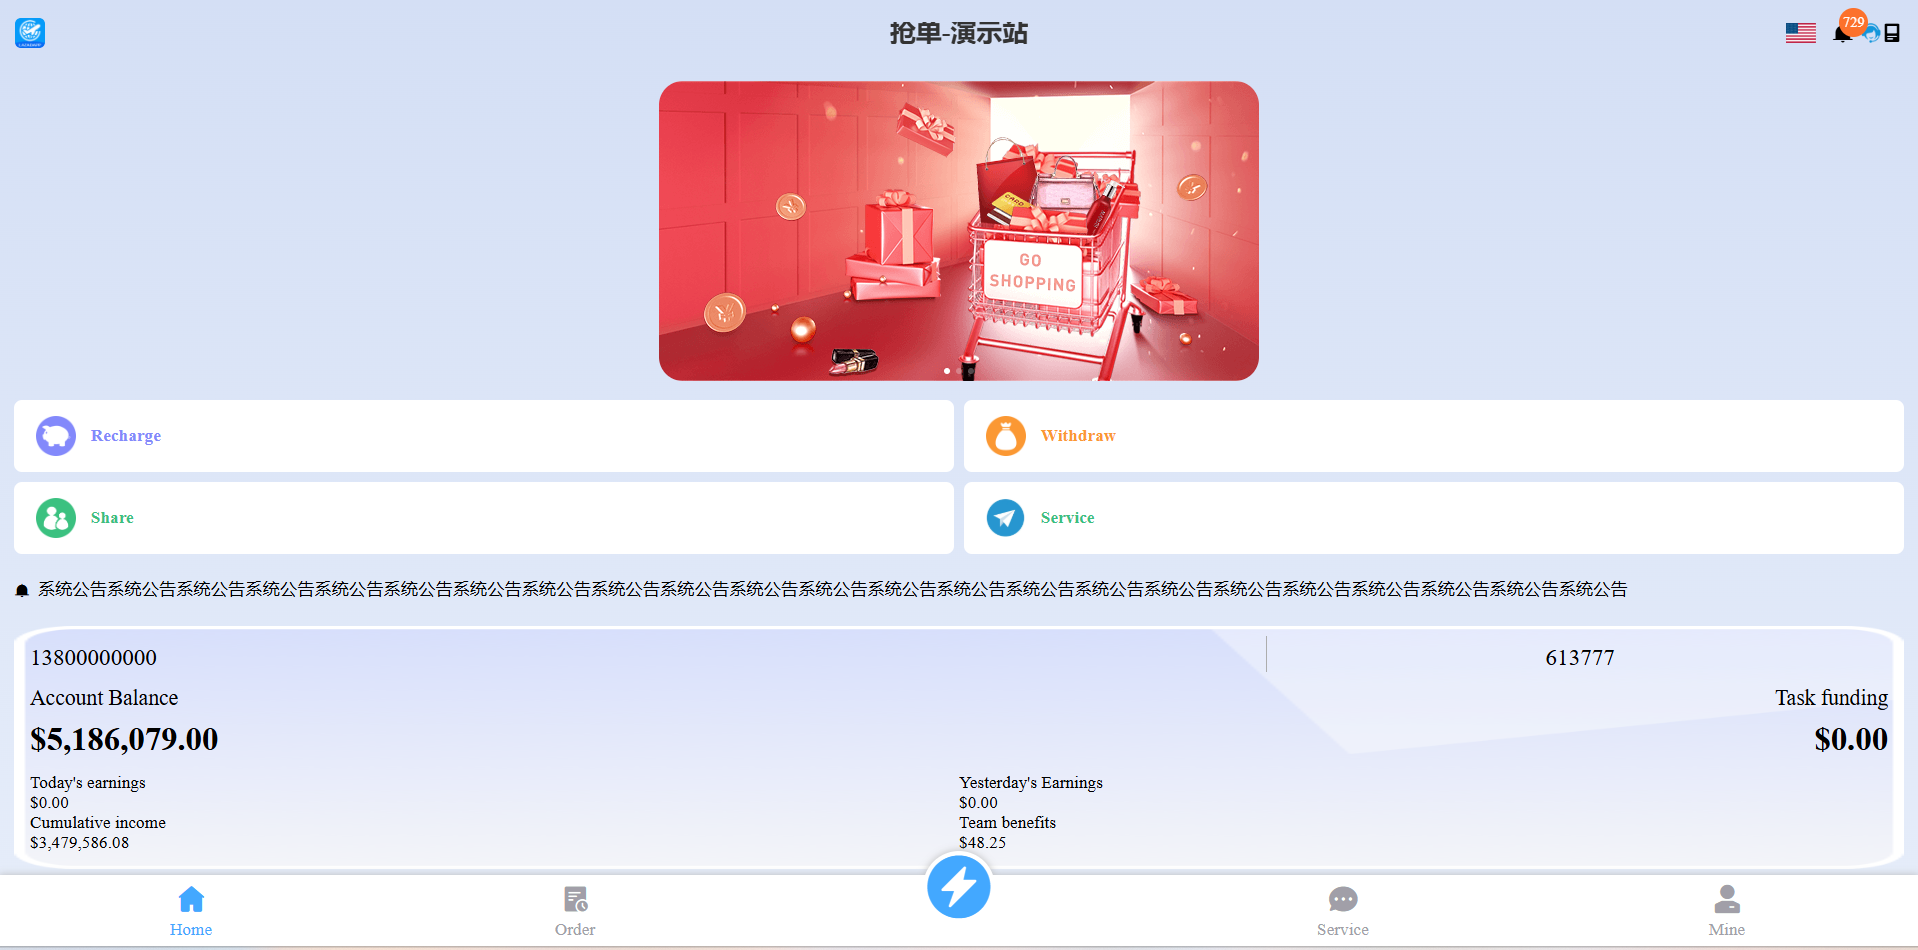 抢单-演示站
729
GO
SHOPPING
Recharge
Withdraw
Share
Service
系统公告系统公告系统公告系统公告系统公告系统公告系统公告系统公告系统公告系统公告系统公告系统公告系统公告系统公告系统公告系统公告系统公告系统公告系统公告系统公告系统公告系统公告系统公告
13800000000
613777
Account Balance
Task funding
$5,186,079.00
$0.00
Today's earnings
Yesterday's Earnings
$0.00
$0.00
Cumulative income
Team benefits
$3,479,586.08
$48.25
Home
Order
Service
Mine